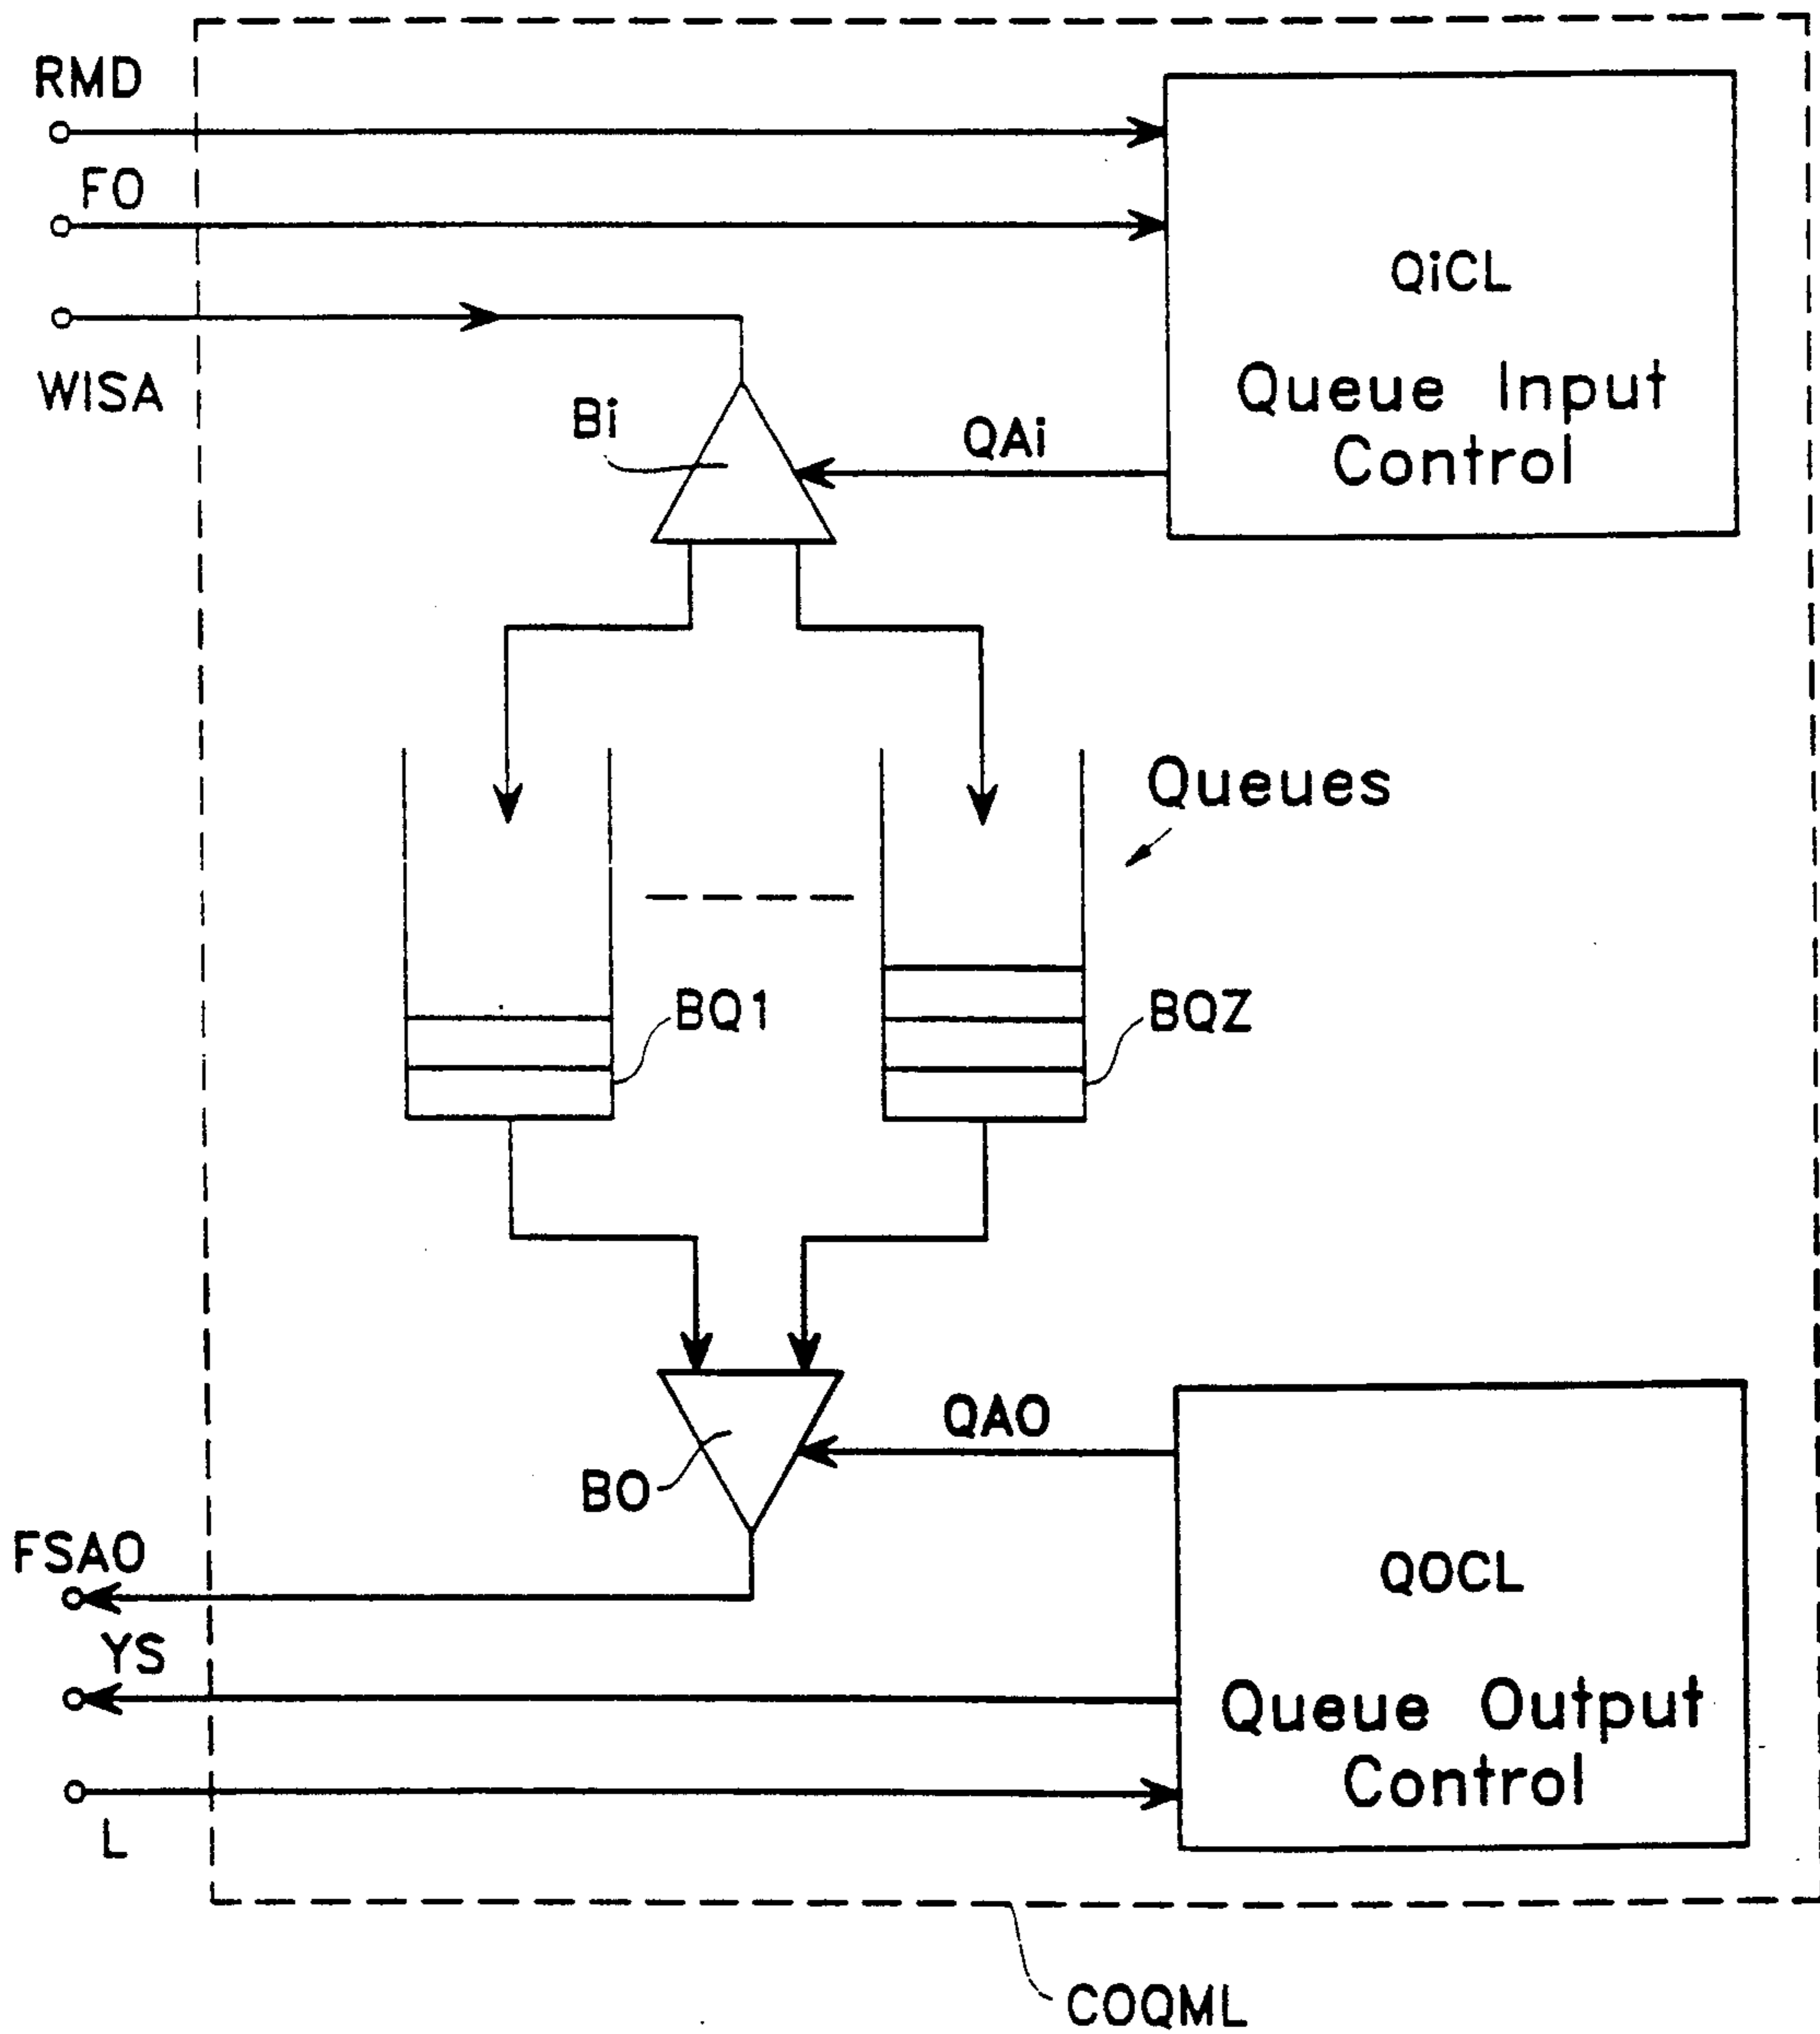 RMD
FO
WISA
QiCL
Queue Input
Control
Bi
QAi
Queues
BQ1
BQZ
QAO
BO
FSAO
YS
L
QOCL
Queue Output
Control
COQML